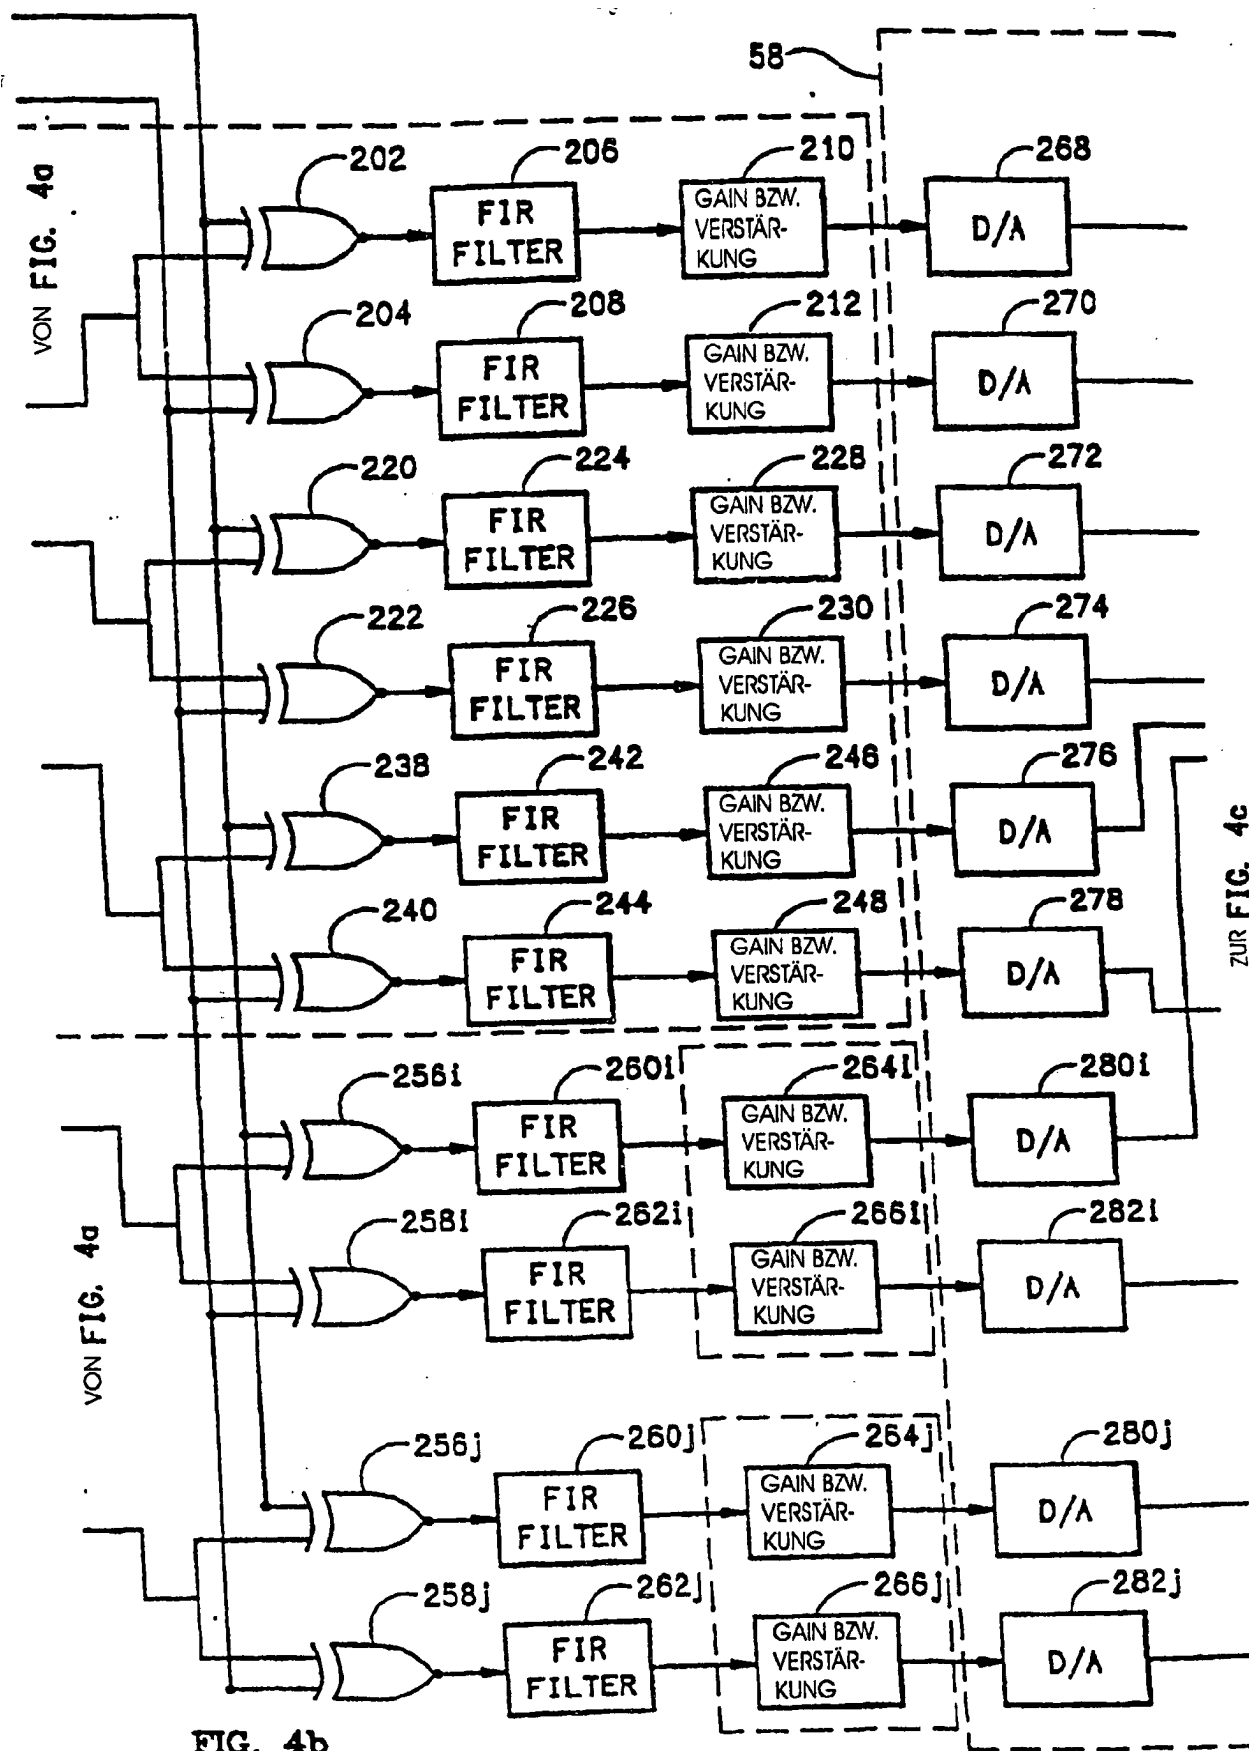 58
VON FIG. 4a
202
206
210
268
FIR
FILTER
GAIN BZW.
VERSTÄR-
KUNG
D/A
204
208
212
270
FIR
FILTER
GAIN BZW.
VERSTÄR-
KUNG
D/A
220
224
228
272
FIR
FILTER
GAIN BZW.
VERSTÄR-
KUNG
D/A
222
226
230
274
FIR
FILTER
GAIN BZW.
VERSTÄR-
KUNG
D/A
238
242
246
276
FIR
FILTER
GAIN BZW.
VERSTÄR-
KUNG
D/A
ZUR FIG. 4c
240
244
248
278
FIR
FILTER
GAIN BZW.
VERSTÄR-
KUNG
D/A
256i
260i
264i
280i
FIR
FILTER
GAIN BZW.
VERSTÄR-
KUNG
D/A
VON FIG. 4a
258i
262i
266i
282i
FIR
FILTER
GAIN BZW.
VERSTÄR-
KUNG
D/A
256j
260j
264j
280j
FIR
FILTER
GAIN BZW.
VERSTÄR-
KUNG
D/A
258j
262j
266j
282j
FIR
FILTER
GAIN BZW.
VERSTÄR-
KUNG
D/A
FIG. 4b